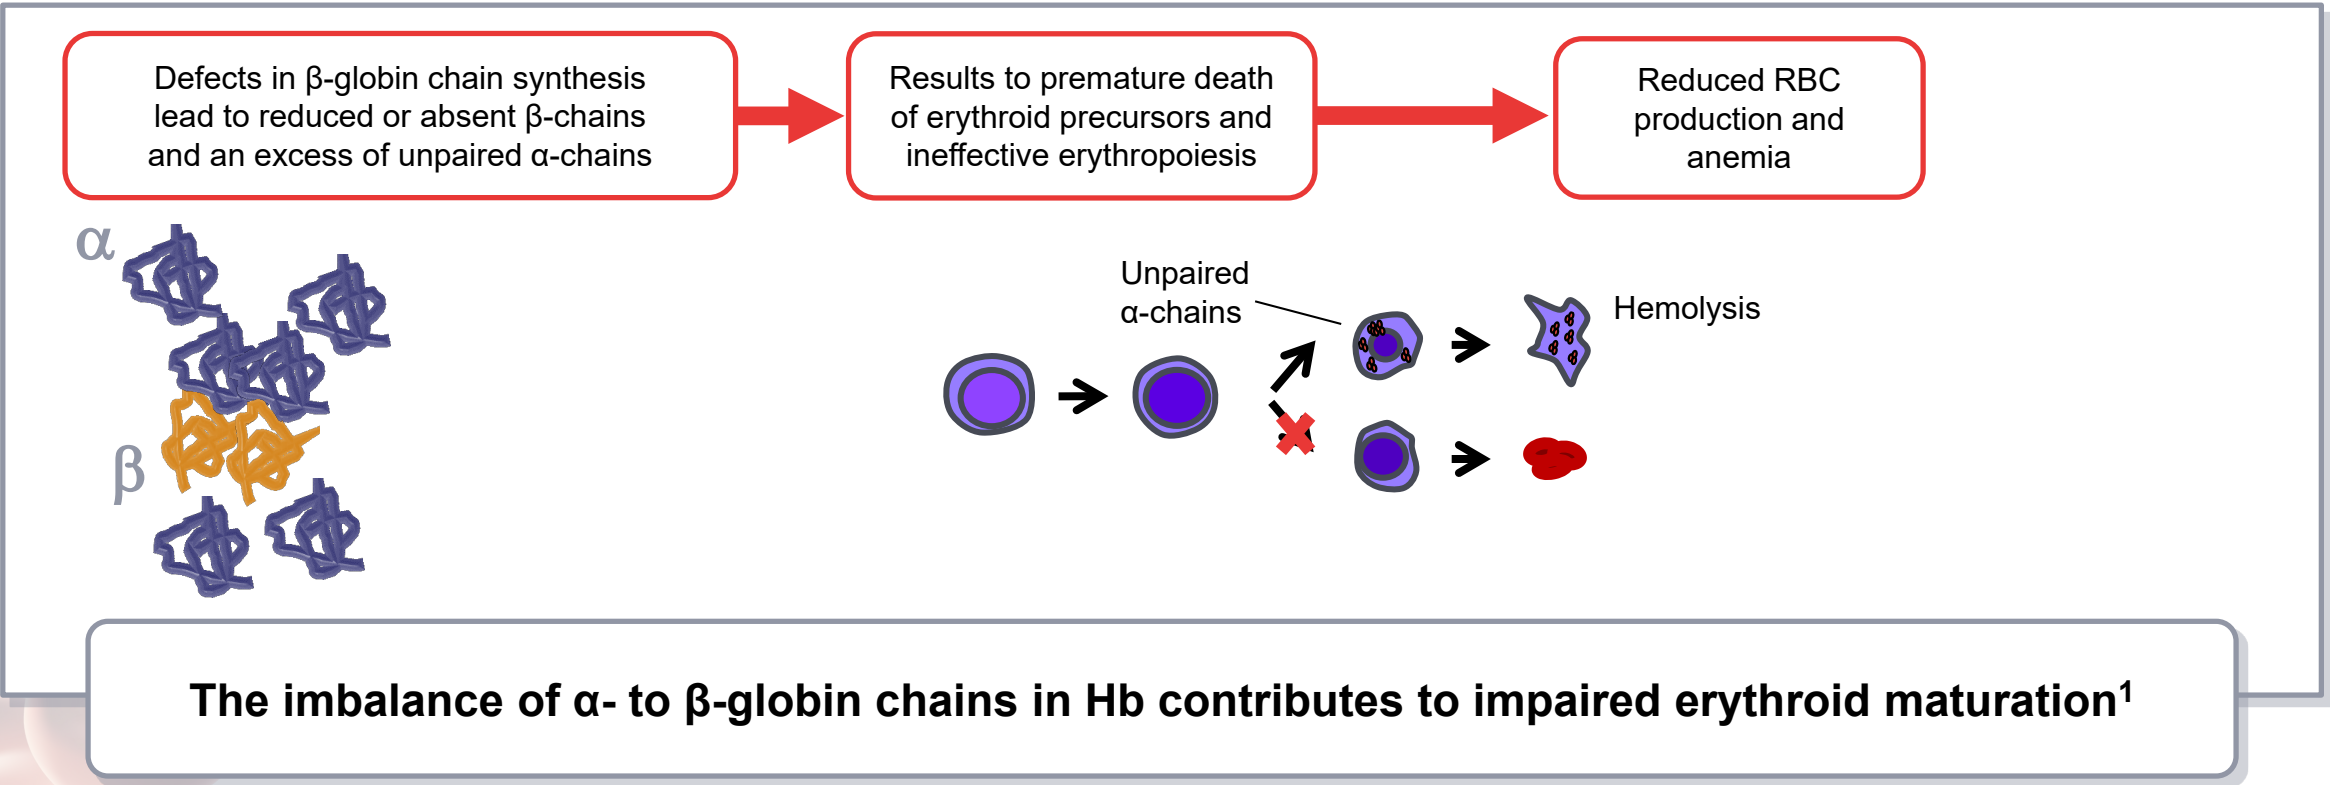 Defects in β-globin chain synthesis
lead to reduced or absent β-chains
and an excess of unpaired α-chains
Results to premature death
of erythroid precursors and
ineffective erythropoiesis
Reduced RBC
production and
anemia
α
β
Unpaired
α-chains
Hemolysis
The imbalance of α- to β-globin chains in Hb contributes to impaired erythroid maturation¹